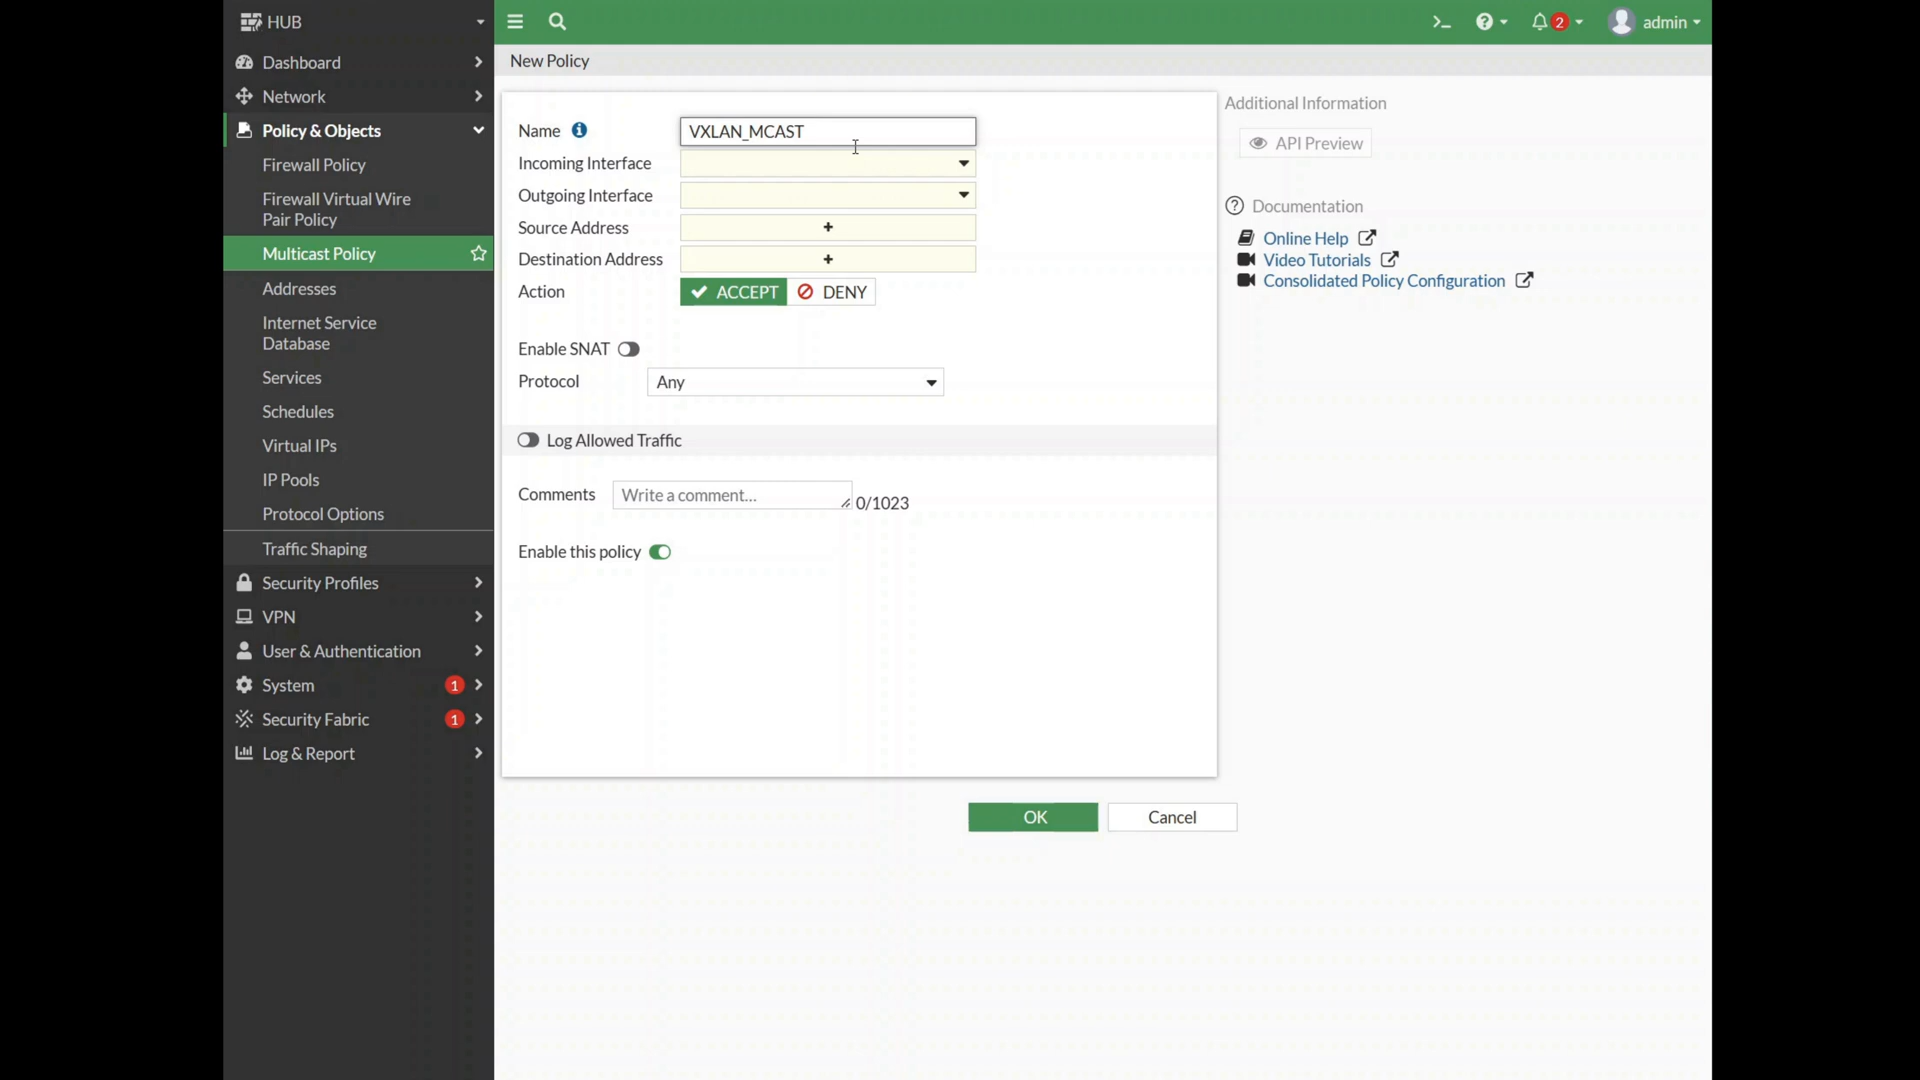 HUB
2
admin
Dashboard
Network
Policy & Objects
Firewall Policy
Firewall Virtual Wire
Pair Policy
Multicast Policy
Addresses
Internet Service
Database
Services
Schedules
Virtual IPs
IP Pools
Protocol Options
Traffic Shaping
Security Profiles
VPN
User & Authentication
System 1
Security Fabric 1
Log & Report
New Policy
Name VXLAN_MCAST
Incoming Interface
Outgoing Interface
Source Address +
Destination Address +
Action ACCEPT DENY
Enable SNAT
Protocol Any
Log Allowed Traffic
Comments Write a comment... 0/1023
Enable this policy
OK Cancel
Additional Information
API Preview
Documentation
Online Help
Video Tutorials
Consolidated Policy Configuration